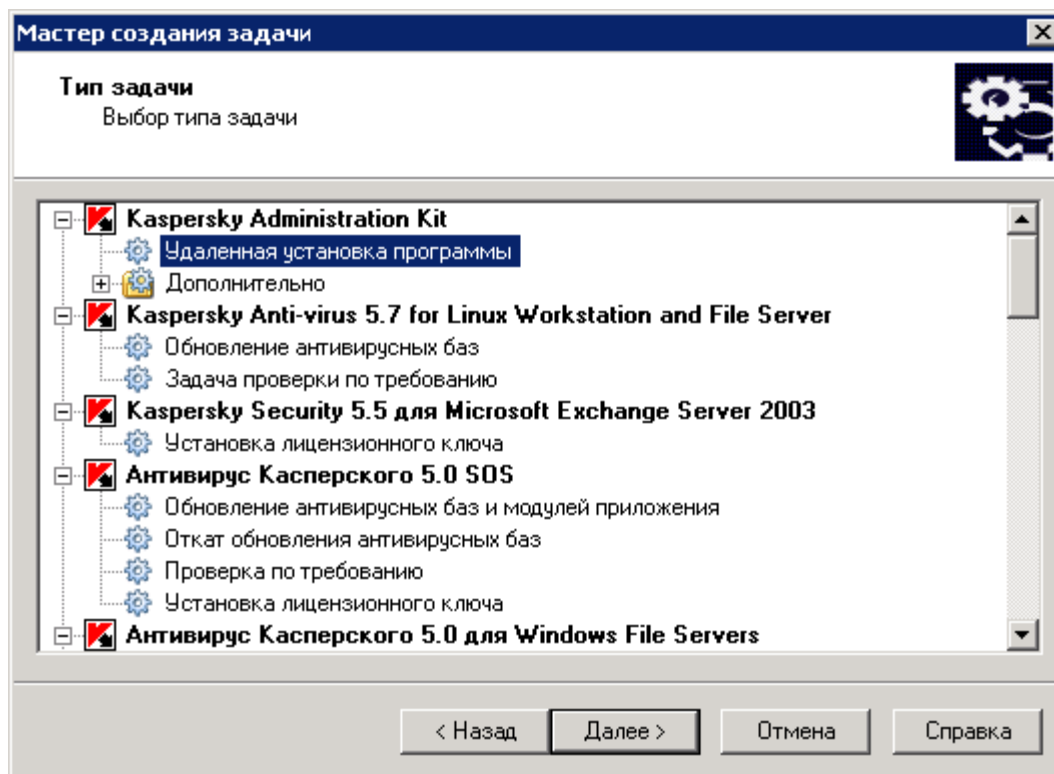 Мастер создания задачи
Тип задачи
Выбор типа задачи
Kaspersky Administration Kit
Удаленная установка программы
Дополнительно
Kaspersky Anti-virus 5.7 for Linux Workstation and File Server
Обновление антивирусных баз
Задача проверки по требованию
Kaspersky Security 5.5 для Microsoft Exchange Server 2003
Установка лицензионного ключа
Антивирус Касперского 5.0 SOS
Обновление антивирусных баз и модулей приложения
Откат обновления антивирусных баз
Проверка по требованию
Установка лицензионного ключа
Антивирус Касперского 5.0 для Windows File Servers
< Назад Далее > Отмена Справка